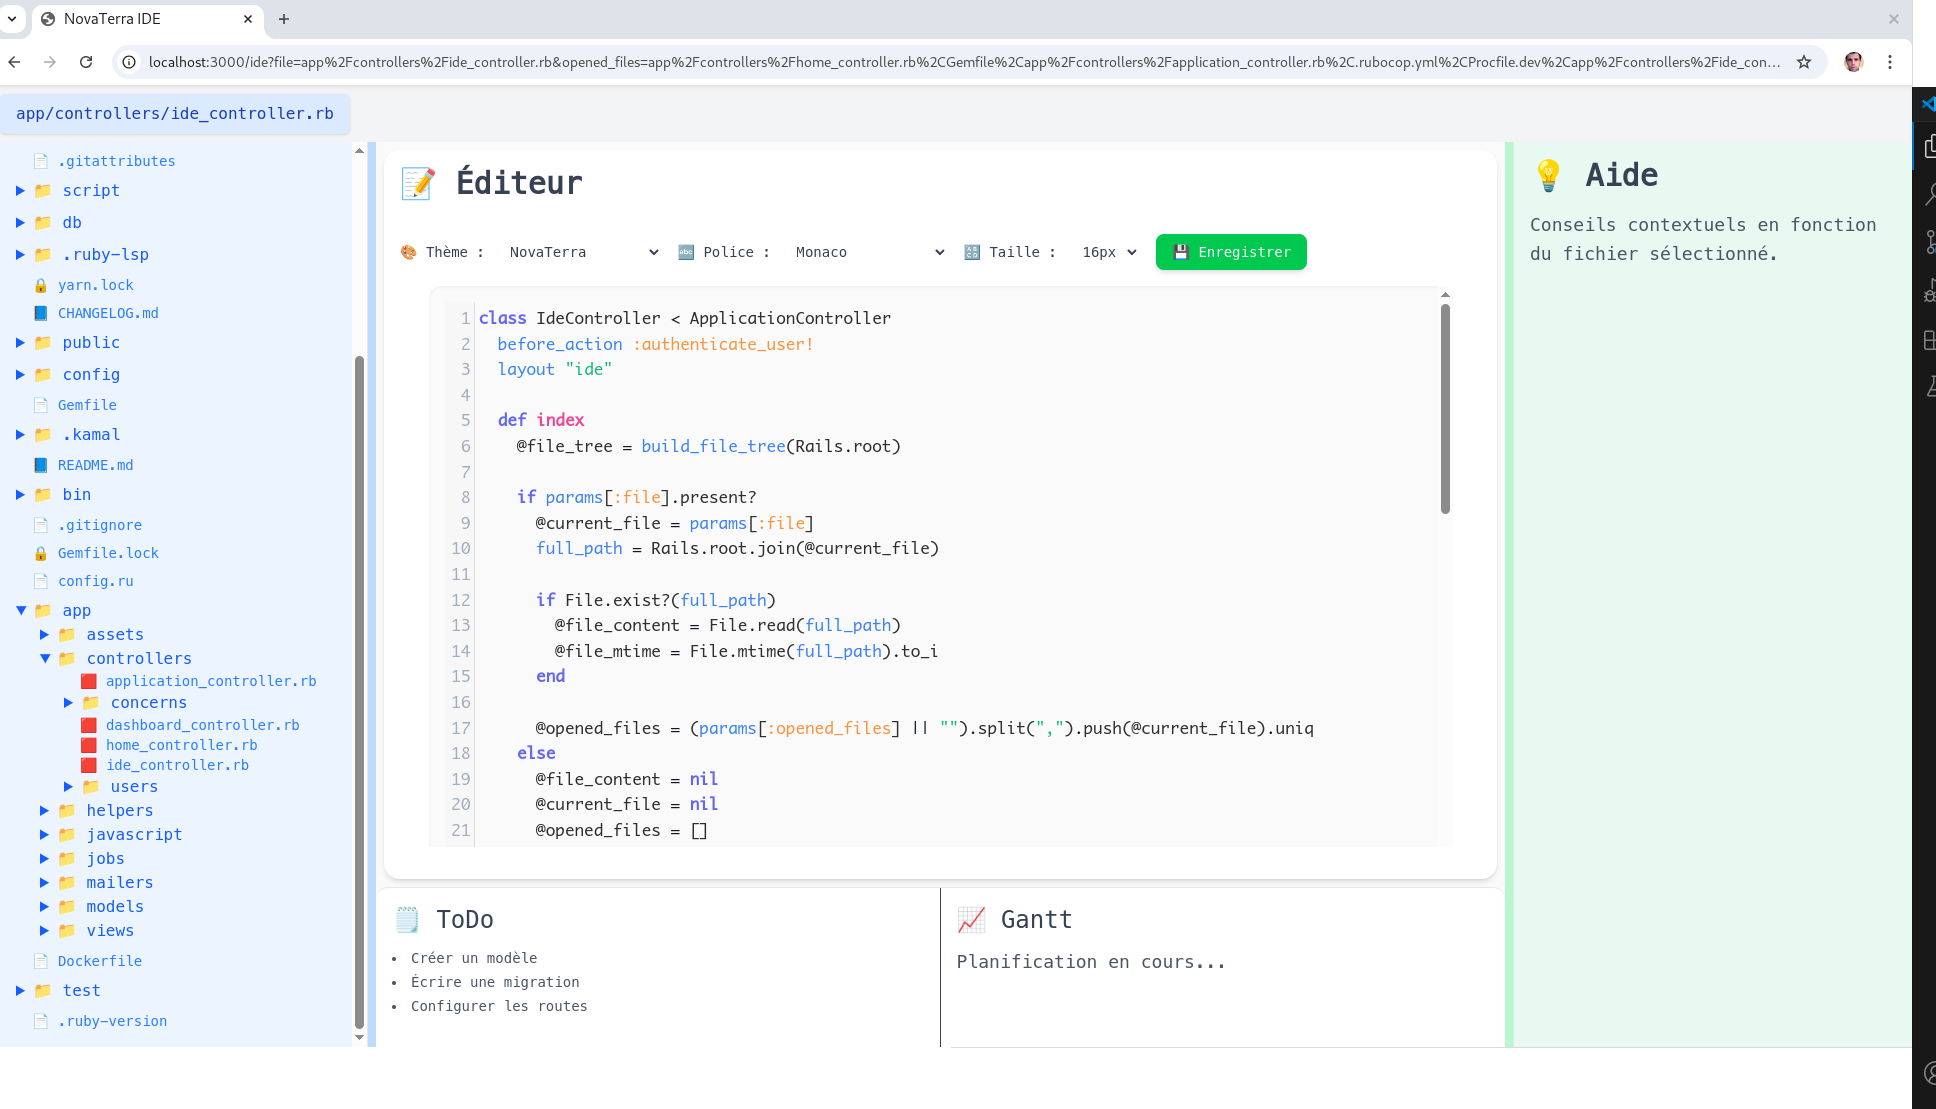 NovaTerra IDE
localhost:3000/ide?file=app%2Fcontrollers%2Fide_controller.rb&opened_files=app%2Fcontrollers%2Fhome_controller.rb%2CGemfile%2Capp%2Fcontrollers%2Fapplication_controller.rb%2C.rubocop.yml%2CProcfile.dev%2Capp%2Fcontrollers%2Fide_con...
app/controllers/ide_controller.rb
.gitattributes
script
db
.ruby-lsp
yarn.lock
CHANGELOG.md
public
config
Gemfile
.kamal
README.md
bin
.gitignore
Gemfile.lock
config.ru
app
assets
controllers
application_controller.rb
concerns
dashboard_controller.rb
home_controller.rb
ide_controller.rb
users
helpers
javascript
jobs
mailers
models
views
Dockerfile
test
.ruby-version
Éditeur
Thème : NovaTerra Police : Monaco Taille : 16px Enregistrer
1 class IdeController < ApplicationController
2 before_action :authenticate_user!
3 layout "ide"
4
5 def index
6 @file_tree = build_file_tree(Rails.root)
7
8 if params[:file].present?
9 @current_file = params[:file]
10 full_path = Rails.root.join(@current_file)
11
12 if File.exist?(full_path)
13 @file_content = File.read(full_path)
14 @file_mtime = File.mtime(full_path).to_i
15 end
16
17 @opened_files = (params[:opened_files] || "").split(",").push(@current_file).uniq
18 else
19 @file_content = nil
20 @current_file = nil
21 @opened_files = []
ToDo
• Créer un modèle
• Écrire une migration
• Configurer les routes
Gantt
Planification en cours...
Aide
Conseils contextuels en fonction
du fichier sélectionné.